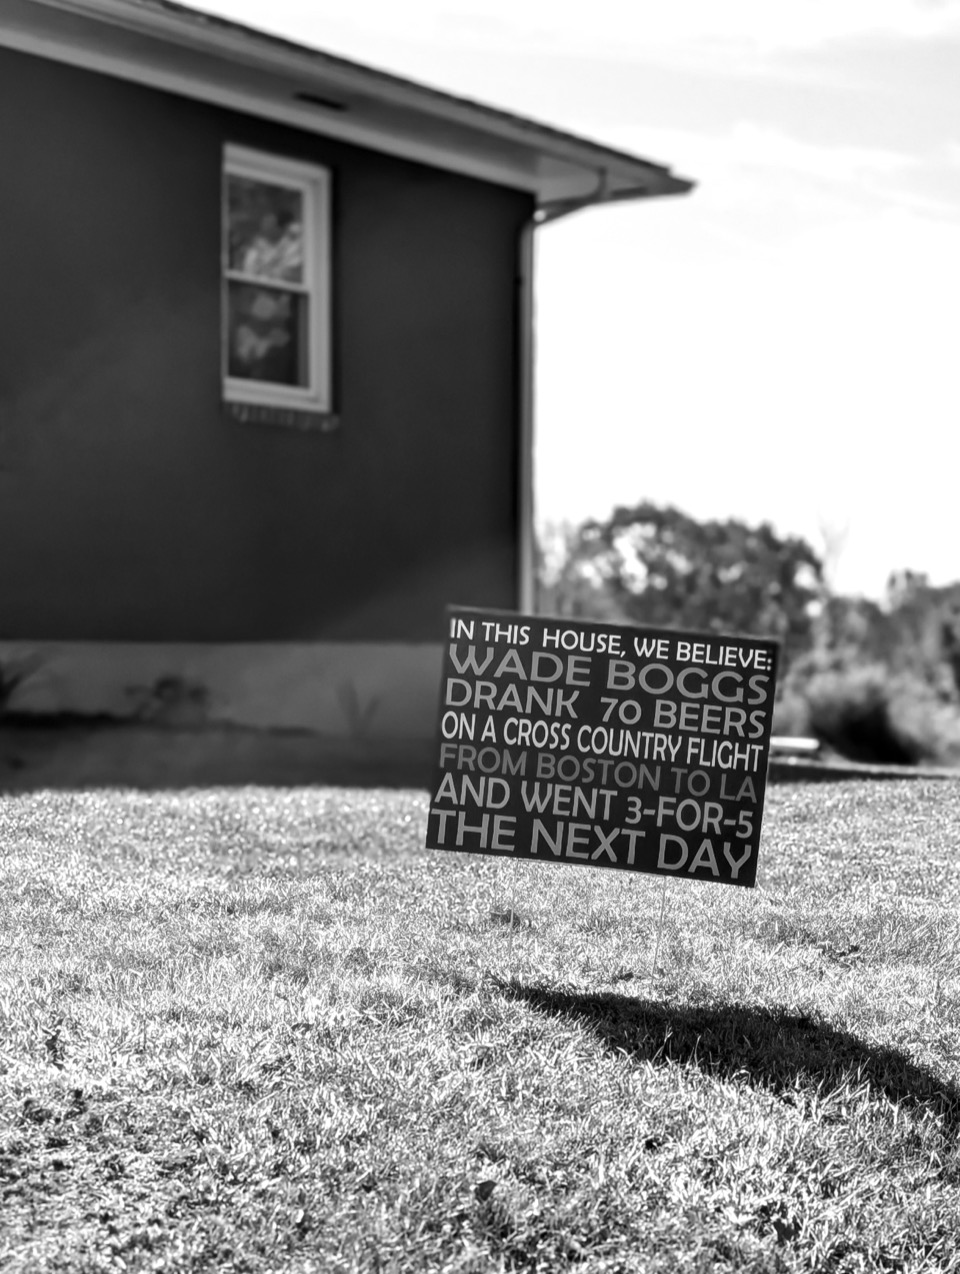 IN THIS HOUSE, WE BELIEVE:
WADE BOGGS
DRANK 70 BEERS
ON A CROSS COUNTRY FLIGHT
FROM BOSTON TO LA
AND WENT 3-FOR-5
THE NEXT DAY